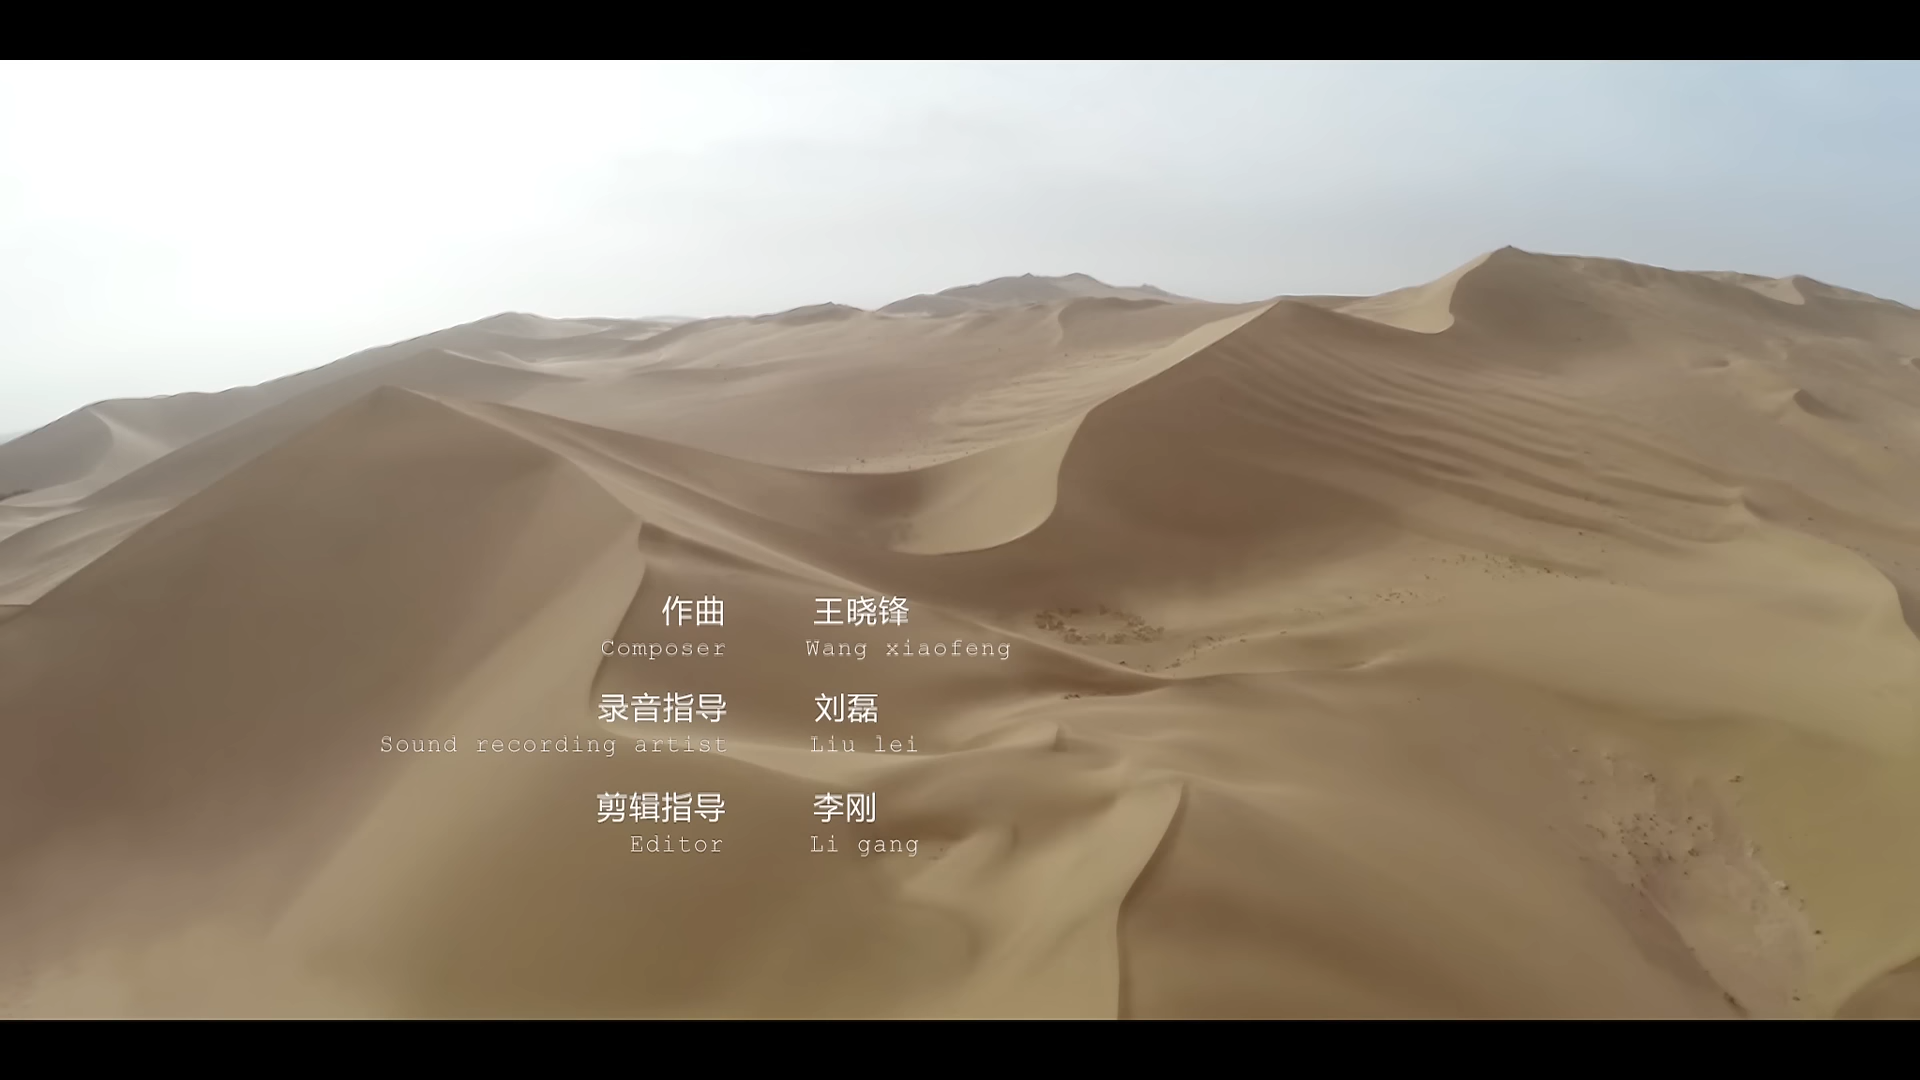 作曲 王晓锋
Composer Wang xiaofeng
录音指导 刘磊
Sound recording artist Liu lei
剪辑指导 李刚
Editor Li gang